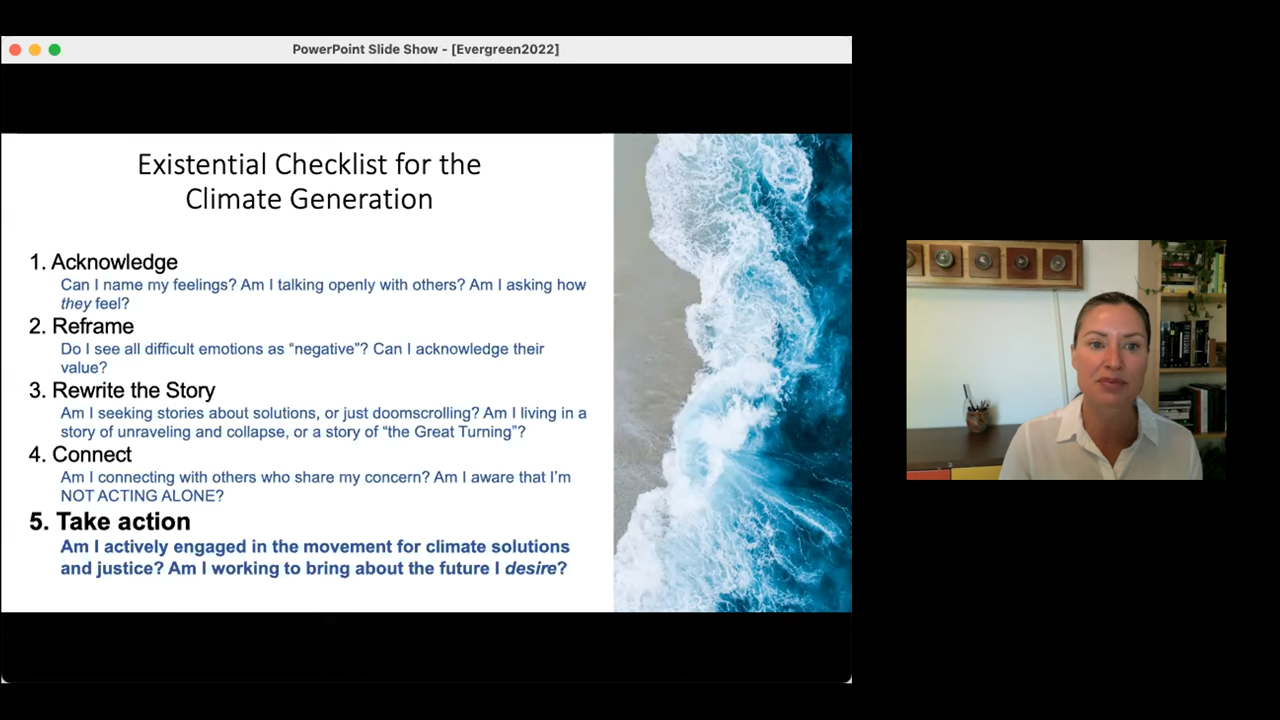 PowerPoint Slide Show - [Evergreen2022]
Existential Checklist for the
Climate Generation
1. Acknowledge
Can I name my feelings? Am I talking openly with others? Am I asking how
they feel?
2. Reframe
Do I see all difficult emotions as “negative”? Can I acknowledge their
value?
3. Rewrite the Story
Am I seeking stories about solutions, or just doomscrolling? Am I living in a
story of unraveling and collapse, or a story of “the Great Turning”?
4. Connect
Am I connecting with others who share my concern? Am I aware that I’m
NOT ACTING ALONE?
5. Take action
Am I actively engaged in the movement for climate solutions
and justice? Am I working to bring about the future I desire?